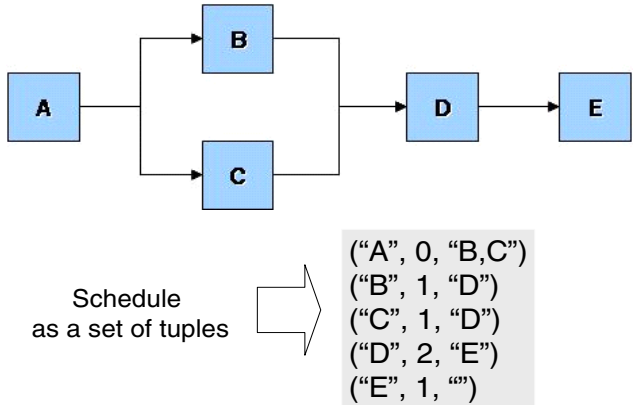 B
A
D
E
C
Schedule
as a set of tuples
(“A”, 0, “B,C”)
(“B”, 1, “D”)
(“C”, 1, “D”)
(“D”, 2, “E”)
(“E”, 1, “”)